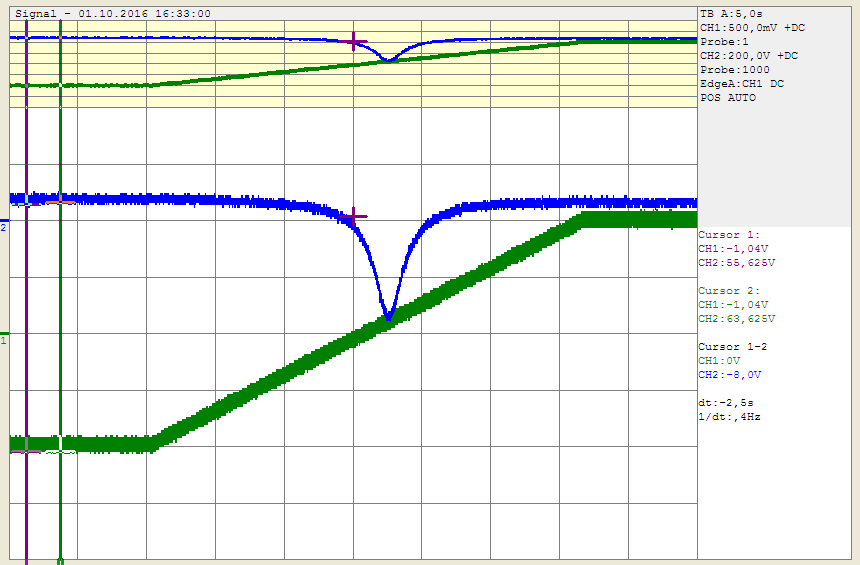 Signal - 01.10.2016 16:33:00
TB A:5,0s
CH1:500,0mV +DC
Probe:1
CH2:200,0V +DC
Probe:1000
EdgeA:CH1 DC
POS AUTO
2
1
Cursor 1:
CH1:-1,04V
CH2:55,625V
Cursor 2:
CH1:-1,04V
CH2:63,625V
Cursor 1-2
CH1:0V
CH2:-8,0V
dt:-2,5s
1/dt:,4Hz